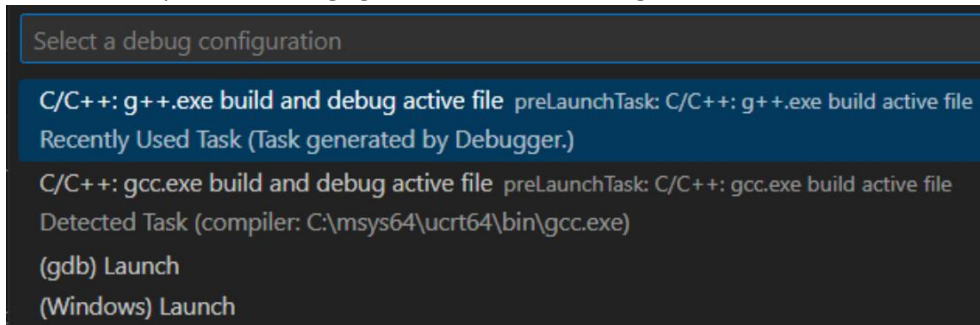 Select a debug configuration
C/C++: g++.exe build and debug active file preLaunchTask: C/C++: g++.exe build active file
Recently Used Task (Task generated by Debugger.)
C/C++: gcc.exe build and debug active file preLaunchTask: C/C++: gcc.exe build active file
Detected Task (compiler: C:\msys64\ucrt64\bin\gcc.exe)
(gdb) Launch
(Windows) Launch